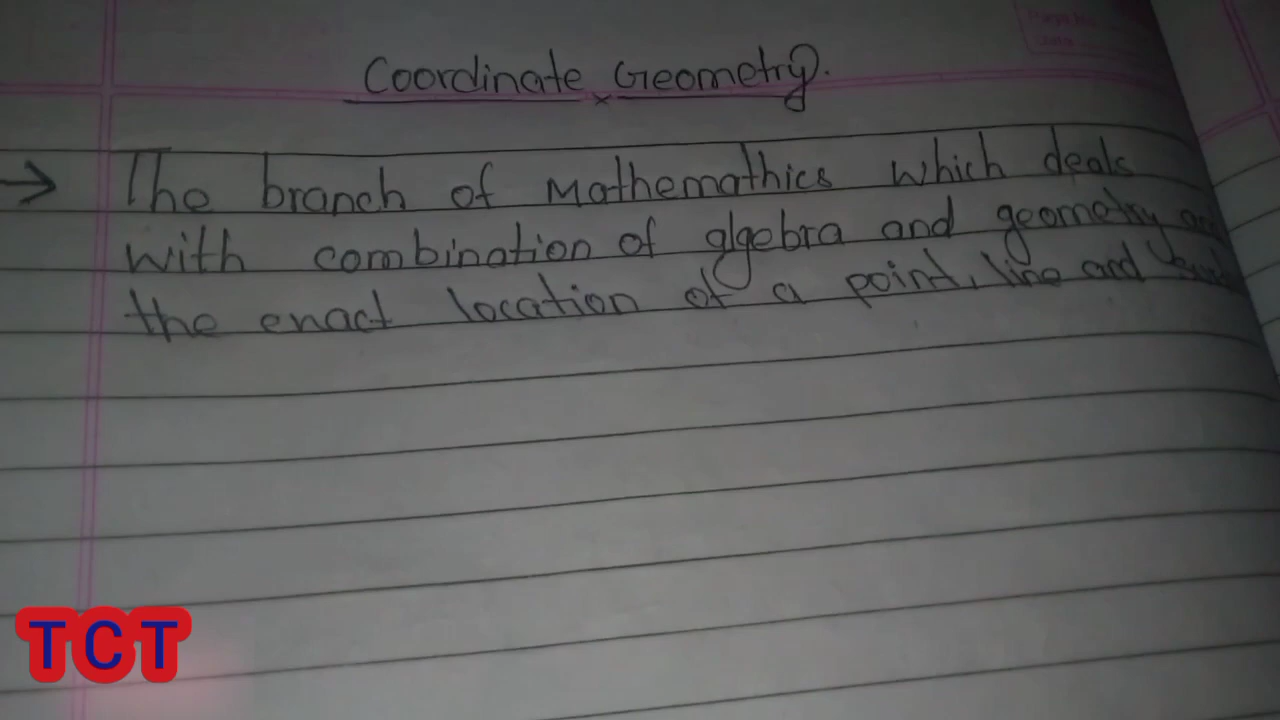 Coordinate Geometry.
→ The branch of Mathemathics which deals
with combination of algebra and geometry and
the enact location of a point, line and
TCT